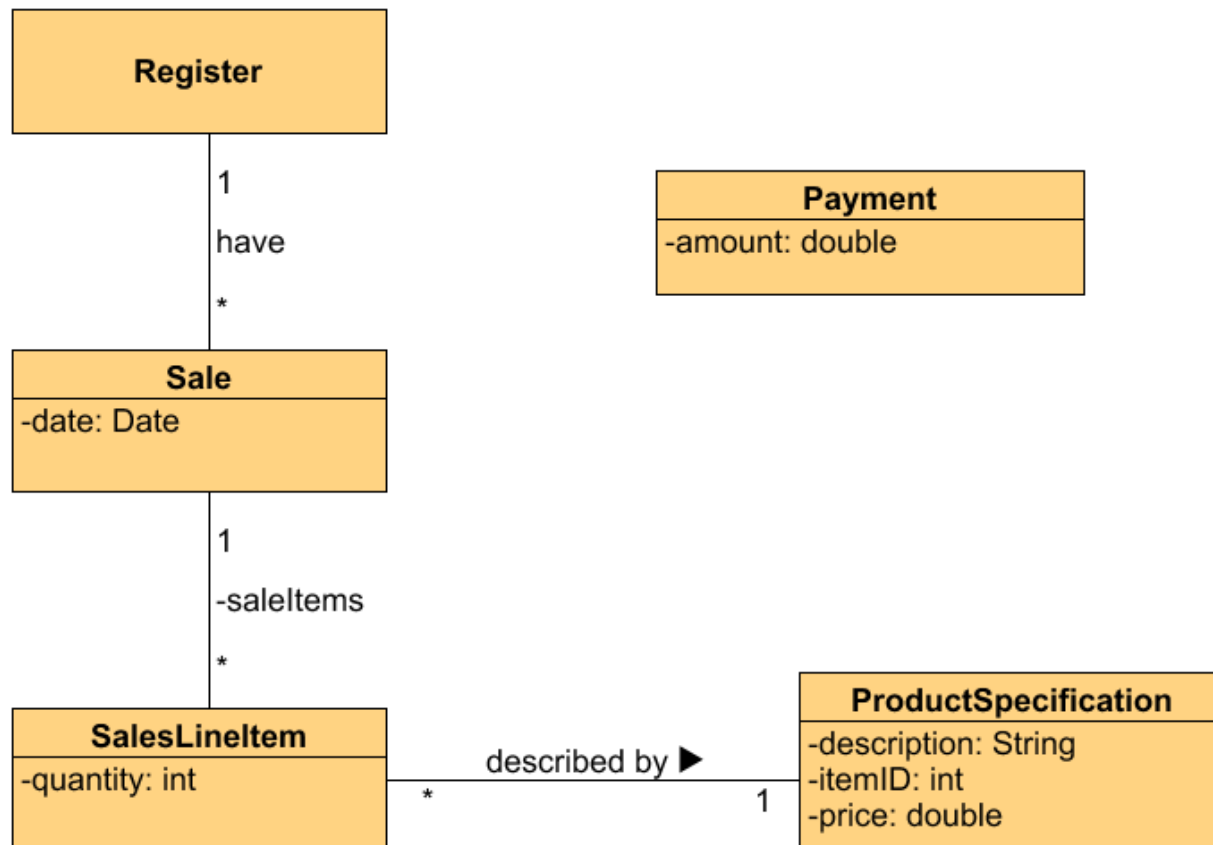 Register
1
have
*
Payment
-amount: double
Sale
-date: Date
1
-saleItems
*
SalesLineItem
-quantity: int
described by ▶
*
1
ProductSpecification
-description: String
-itemID: int
-price: double